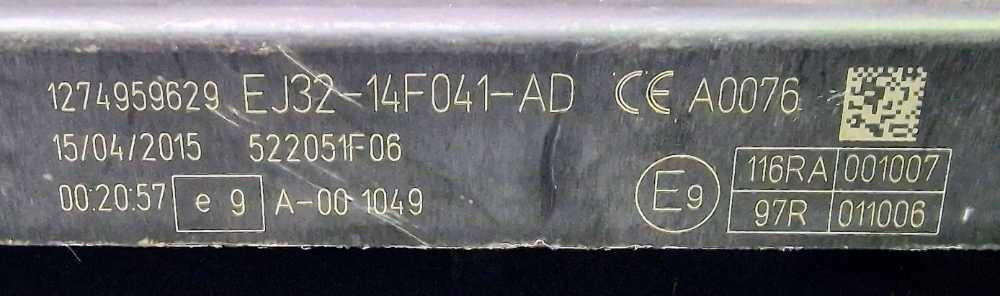 1274959629 EJ32-14F041-AD CE A0076
15/04/2015 522051F06
00:20:57 e 9 A-00 1049
E9
116RA 001007
97R 011006